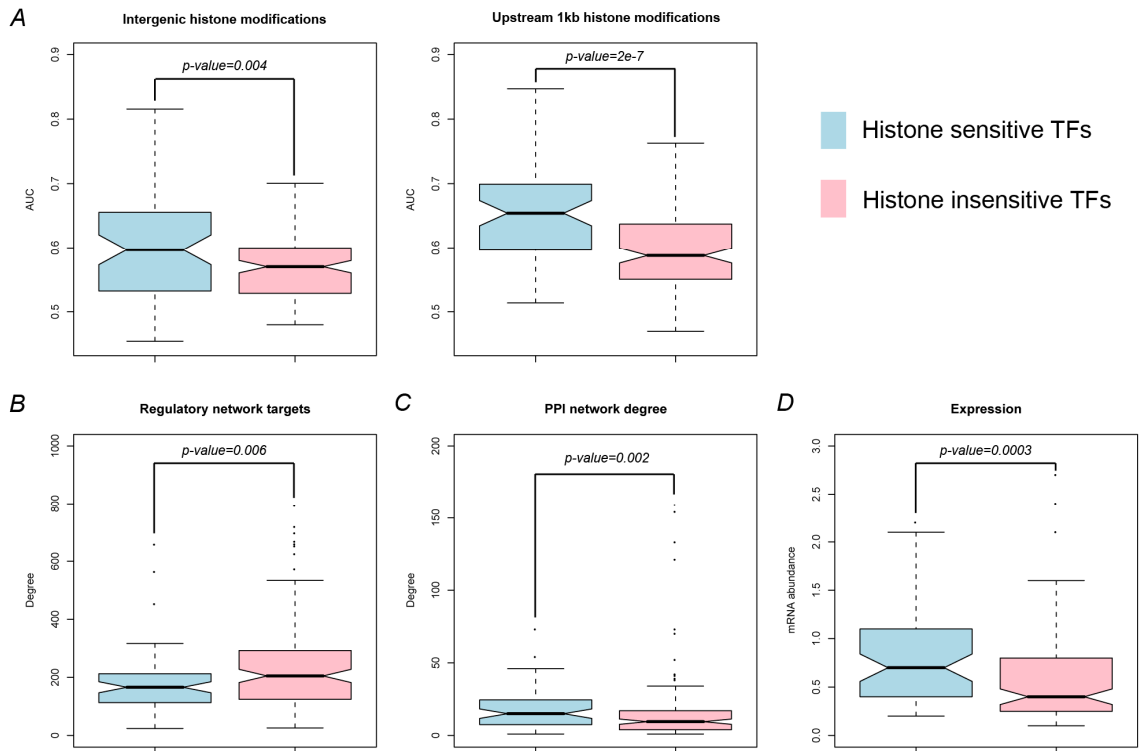 A
Intergenic histone modifications
Upstream 1kb histone modifications
p-value=0.004
p-value=2e-7
AUC
0.9
0.8
0.7
0.6
0.5
AUC
0.9
0.8
0.7
0.6
0.5
Histone sensitive TFs
Histone insensitive TFs
B
Regulatory network targets
p-value=0.006
Degree
1000
800
600
400
200
0
C
PPI network degree
p-value=0.002
Degree
200
150
100
50
0
D
Expression
p-value=0.0003
mRNA abundance
3.0
2.5
2.0
1.5
1.0
0.5
0.0